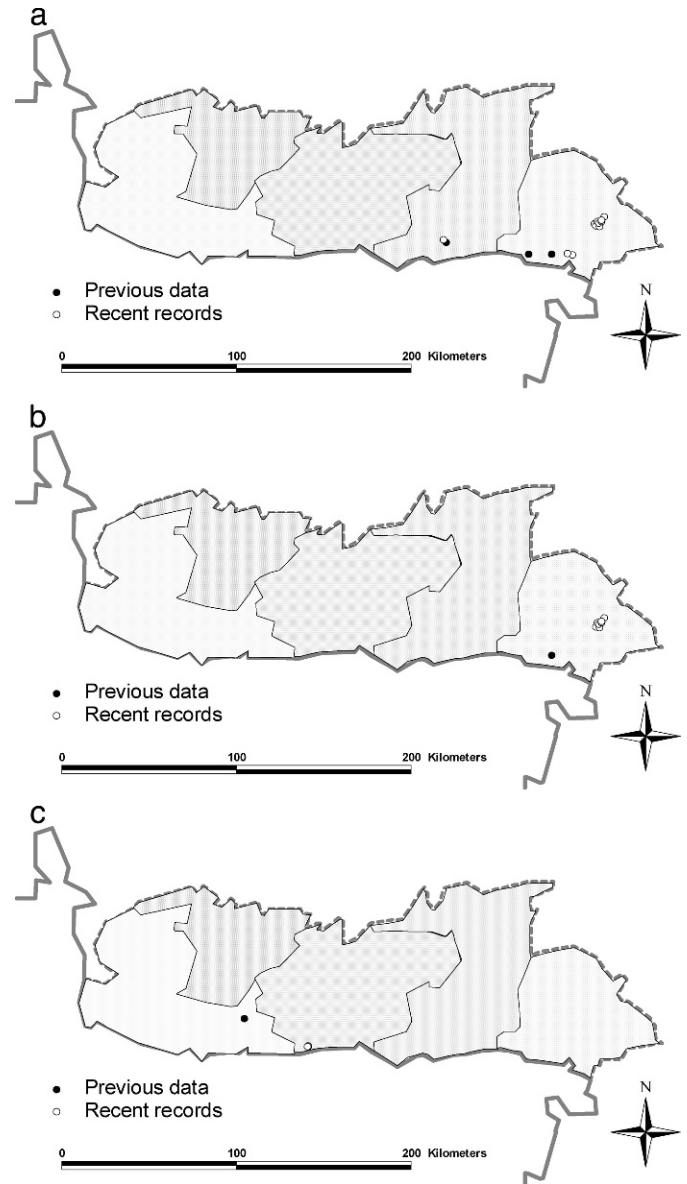 a
Previous data
Recent records
0 100 200 Kilometers
N
b
Previous data
Recent records
0 100 200 Kilometers
N
c
Previous data
Recent records
0 100 200 Kilometers
N